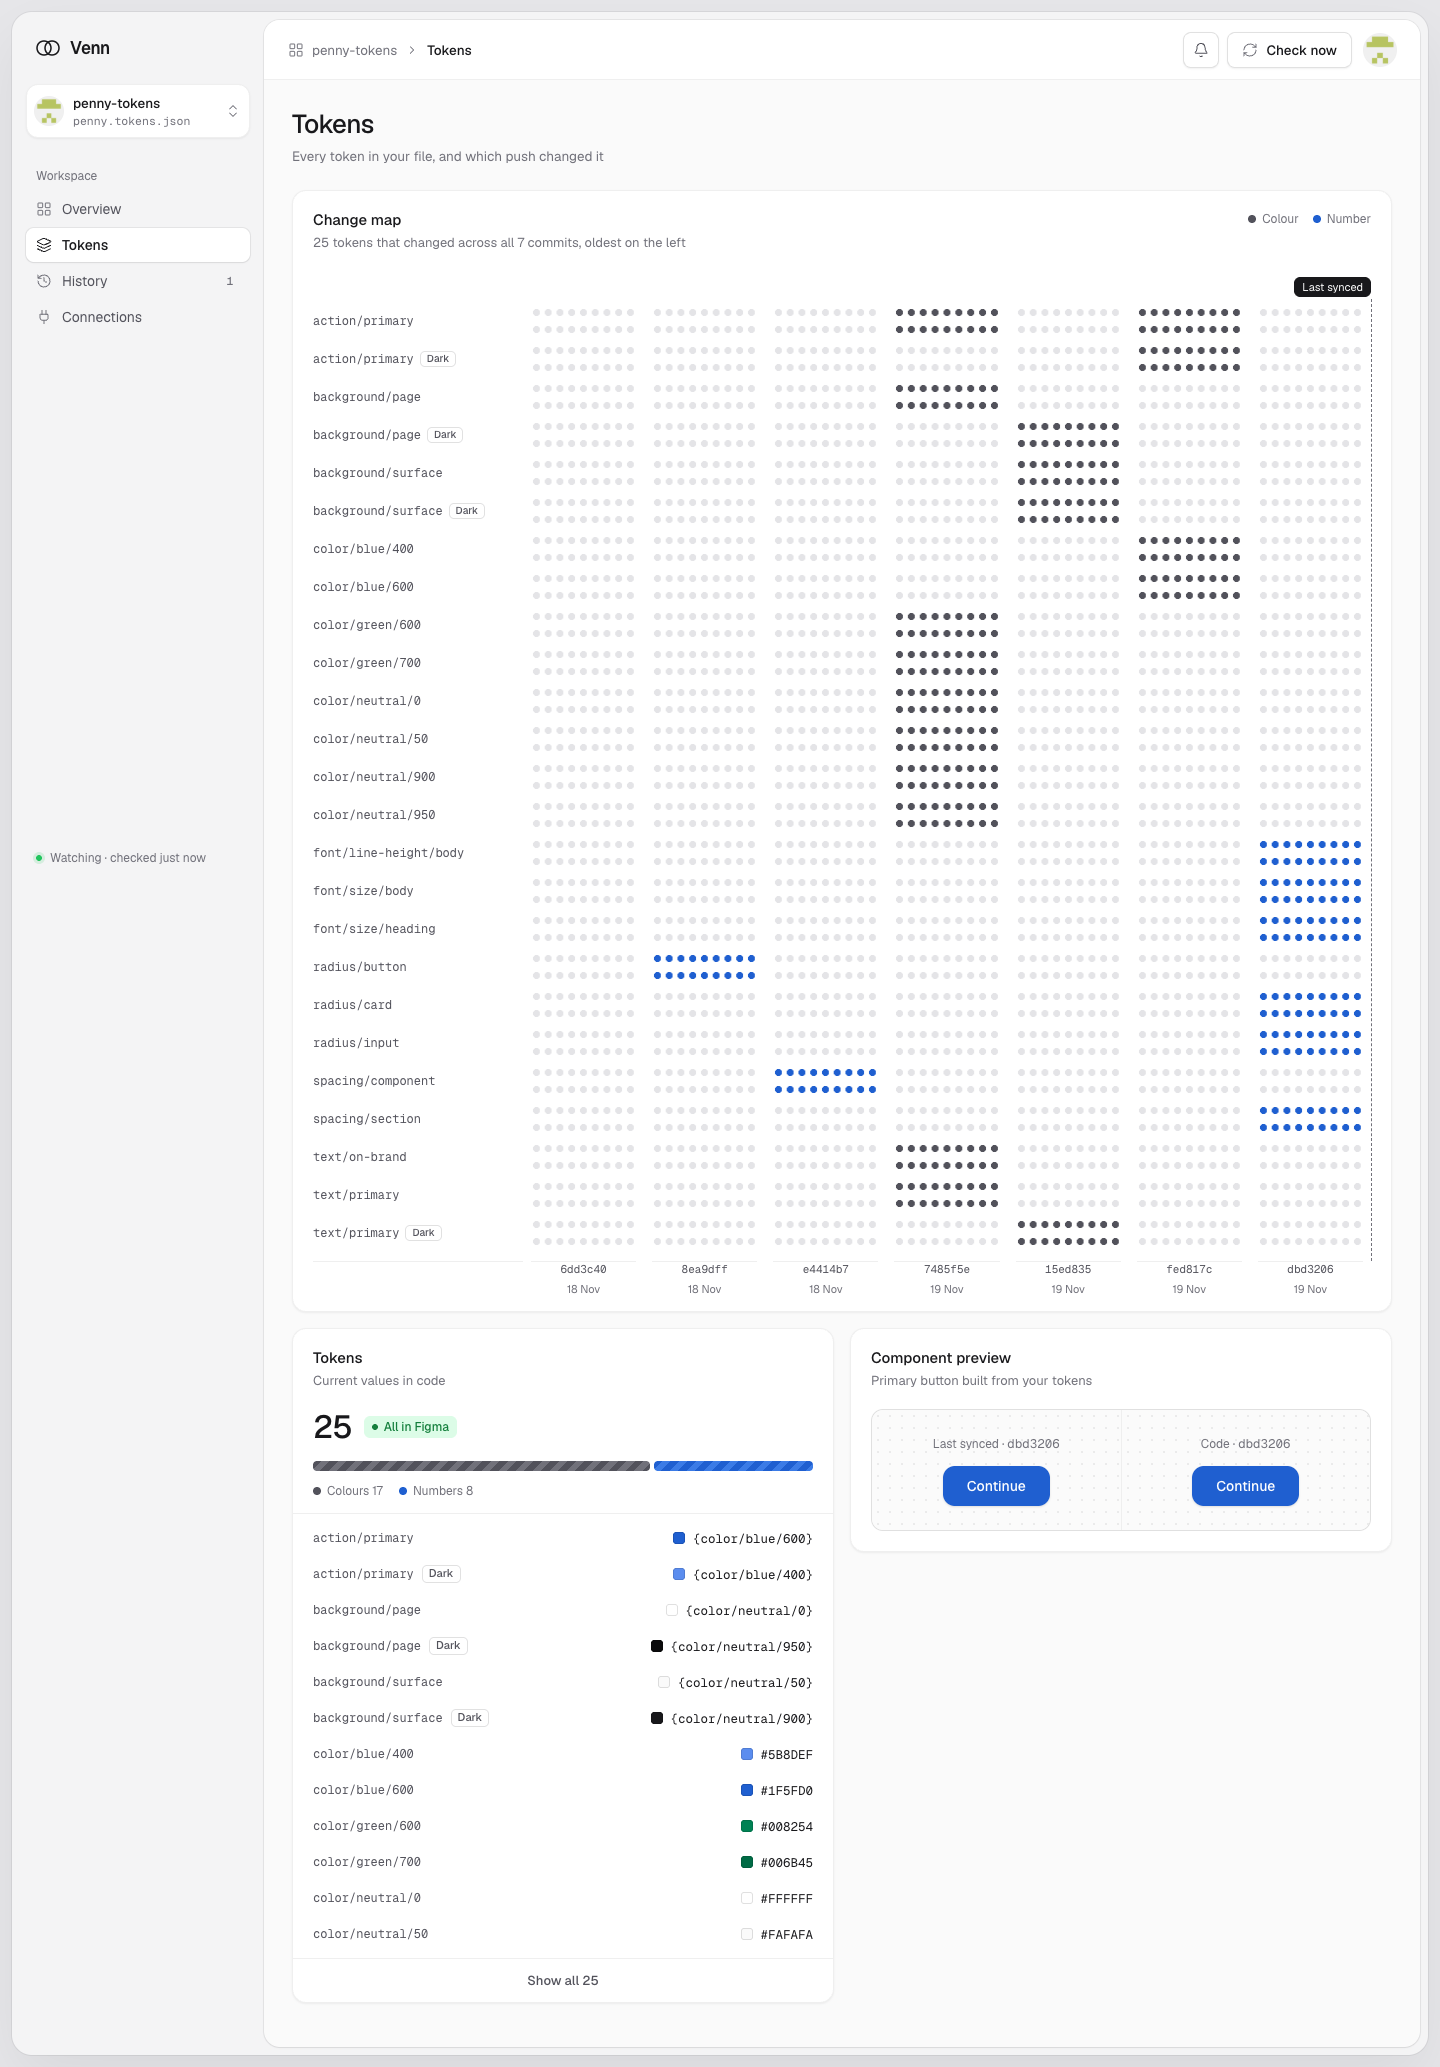 Venn
penny-tokens
penny.tokens.json
Workspace
Overview
Tokens
History 1
Connections
Watching · checked just now
penny-tokens > Tokens
Check now
Tokens
Every token in your file, and which push changed it
Change map
Colour Number
25 tokens that changed across all 7 commits, oldest on the left
Last synced
action/primary
action/primary Dark
background/page
background/page Dark
background/surface
background/surface Dark
color/blue/400
color/blue/600
color/green/600
color/green/700
color/neutral/0
color/neutral/50
color/neutral/900
color/neutral/950
font/line-height/body
font/size/body
font/size/heading
radius/button
radius/card
radius/input
spacing/component
spacing/section
text/on-brand
text/primary
text/primary Dark
6dd3c40 8ea9dff e4414b7 7485f5e 15ed835 fed817c dbd3206
18 Nov 18 Nov 18 Nov 19 Nov 19 Nov 19 Nov 19 Nov
Tokens
Current values in code
25 All in Figma
Colours 17 Numbers 8
action/primary {color/blue/600}
action/primary Dark {color/blue/400}
background/page {color/neutral/0}
background/page Dark {color/neutral/950}
background/surface {color/neutral/50}
background/surface Dark {color/neutral/900}
color/blue/400 #5B8DEF
color/blue/600 #1F5FD0
color/green/600 #008254
color/green/700 #006B45
color/neutral/0 #FFFFFF
color/neutral/50 #FAFAFA
Show all 25
Component preview
Primary button built from your tokens
Last synced · dbd3206 Code · dbd3206
Continue Continue